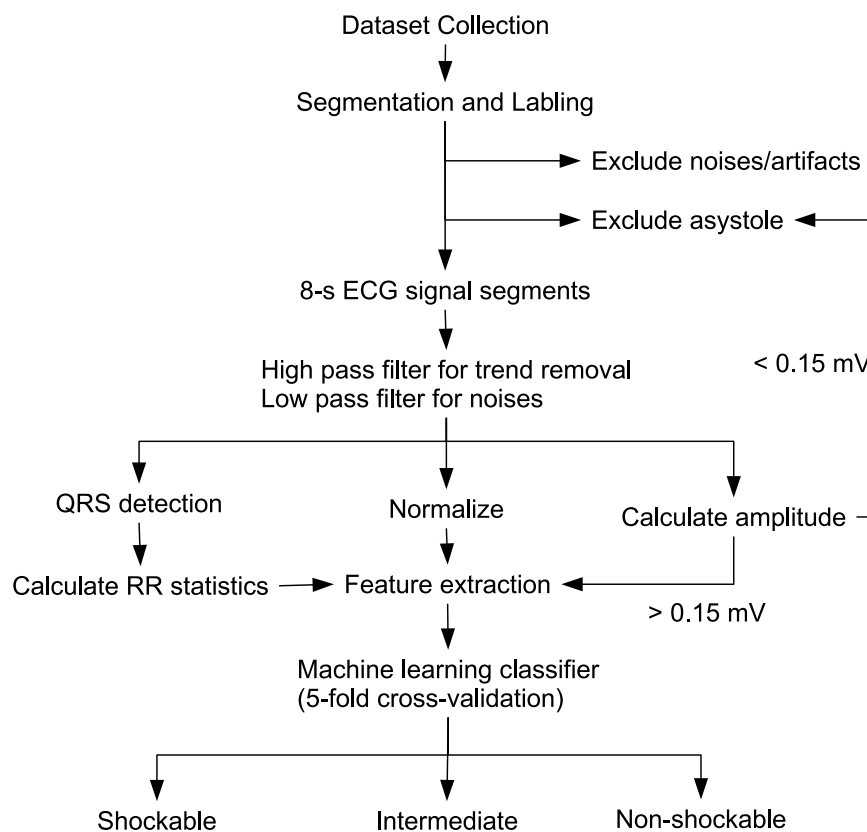 Dataset Collection
Segmentation and Labling
Exclude noises/artifacts
Exclude asystole
8-s ECG signal segments
High pass filter for trend removal
Low pass filter for noises
< 0.15 mV
QRS detection
Normalize
Calculate amplitude
Calculate RR statistics
Feature extraction
> 0.15 mV
Machine learning classifier
(5-fold cross-validation)
Shockable
Intermediate
Non-shockable